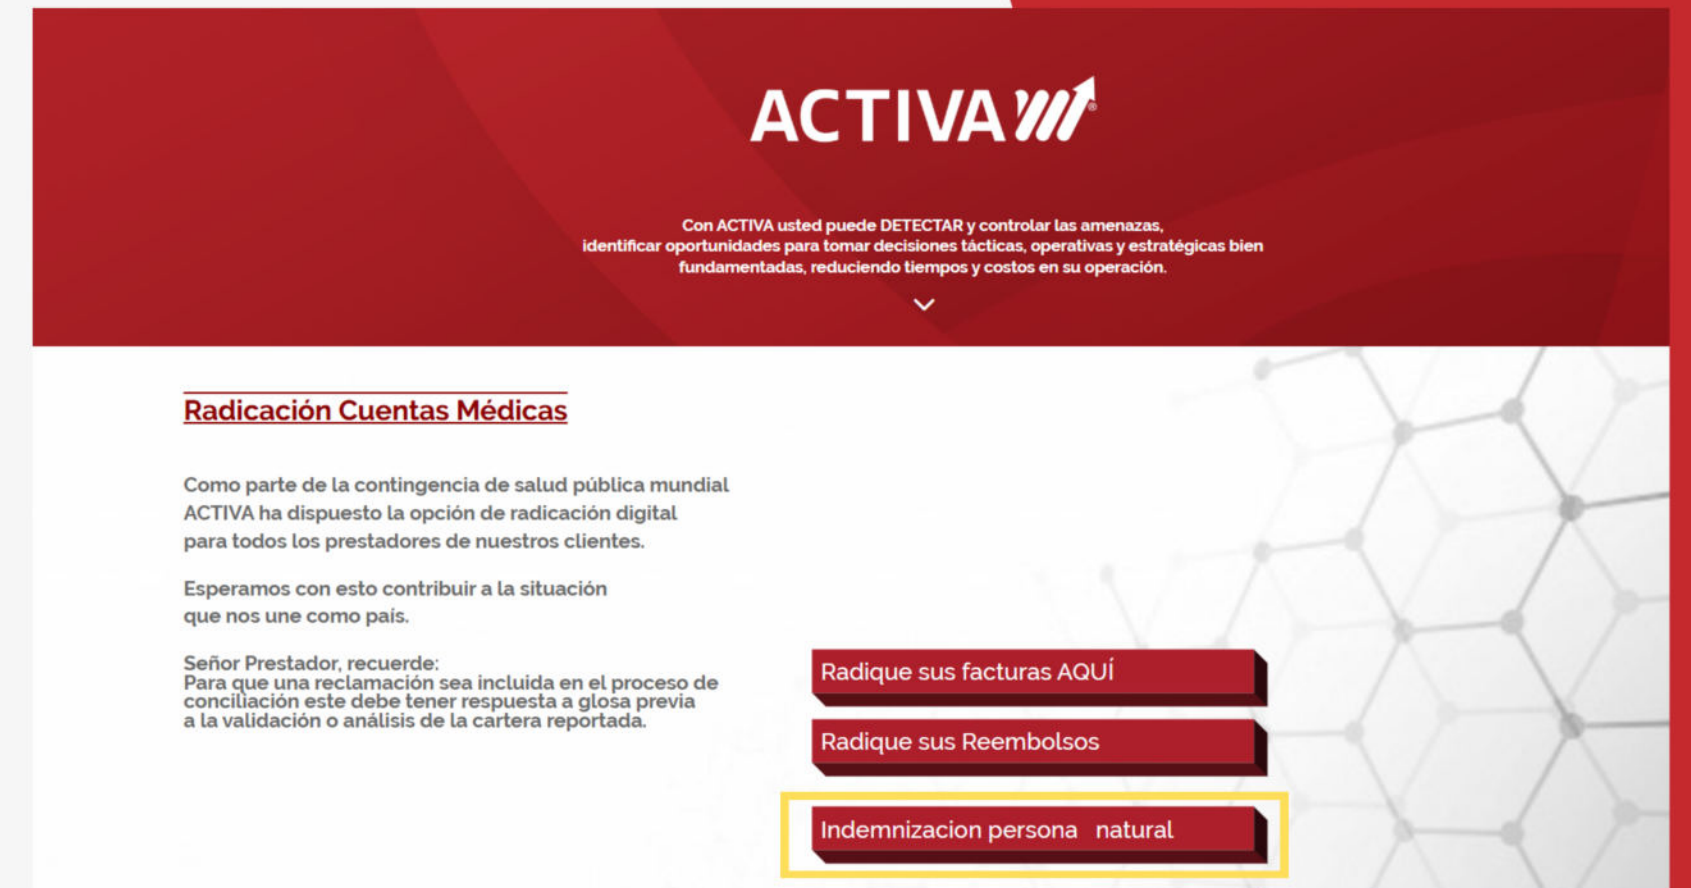 ACTIVA
Con ACTIVA usted puede DETECTAR y controlar las amenazas,
identificar oportunidades para tomar decisiones tácticas, operativas y estratégicas bien
fundamentadas, reduciendo tiempos y costos en su operación.
Radicación Cuentas Médicas
Como parte de la contingencia de salud pública mundial
ACTIVA ha dispuesto la opción de radicación digital
para todos los prestadores de nuestros clientes.
Esperamos con esto contribuir a la situación
que nos une como país.
Señor Prestador, recuerde:
Para que una reclamación sea incluida en el proceso de
conciliación este debe tener respuesta a glosa previa
a la validación o análisis de la cartera reportada.
Radique sus facturas AQUÍ
Radique sus Reembolsos
Indemnizacion persona natural